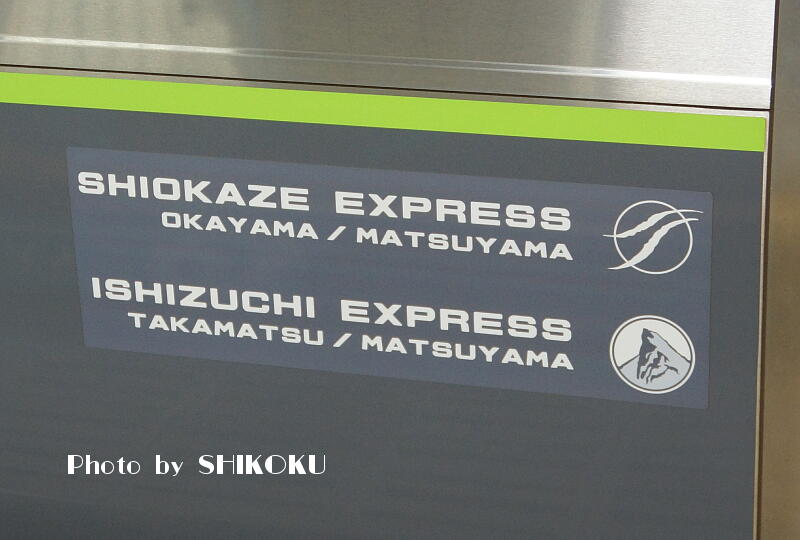 SHIOKAZE EXPRESS
OKAYAMA / MATSUYAMA
ISHIZUCHI EXPRESS
TAKAMATSU / MATSUYAMA
Photo by SHIKOKU